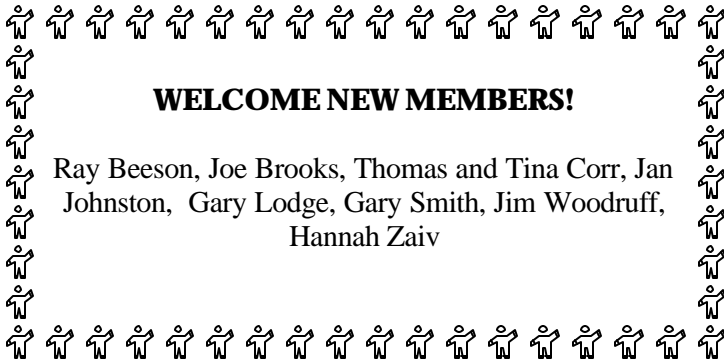 WELCOME NEW MEMBERS!
Ray Beeson, Joe Brooks, Thomas and Tina Corr, Jan
Johnston,  Gary Lodge, Gary Smith, Jim Woodruff,
Hannah Zaiv